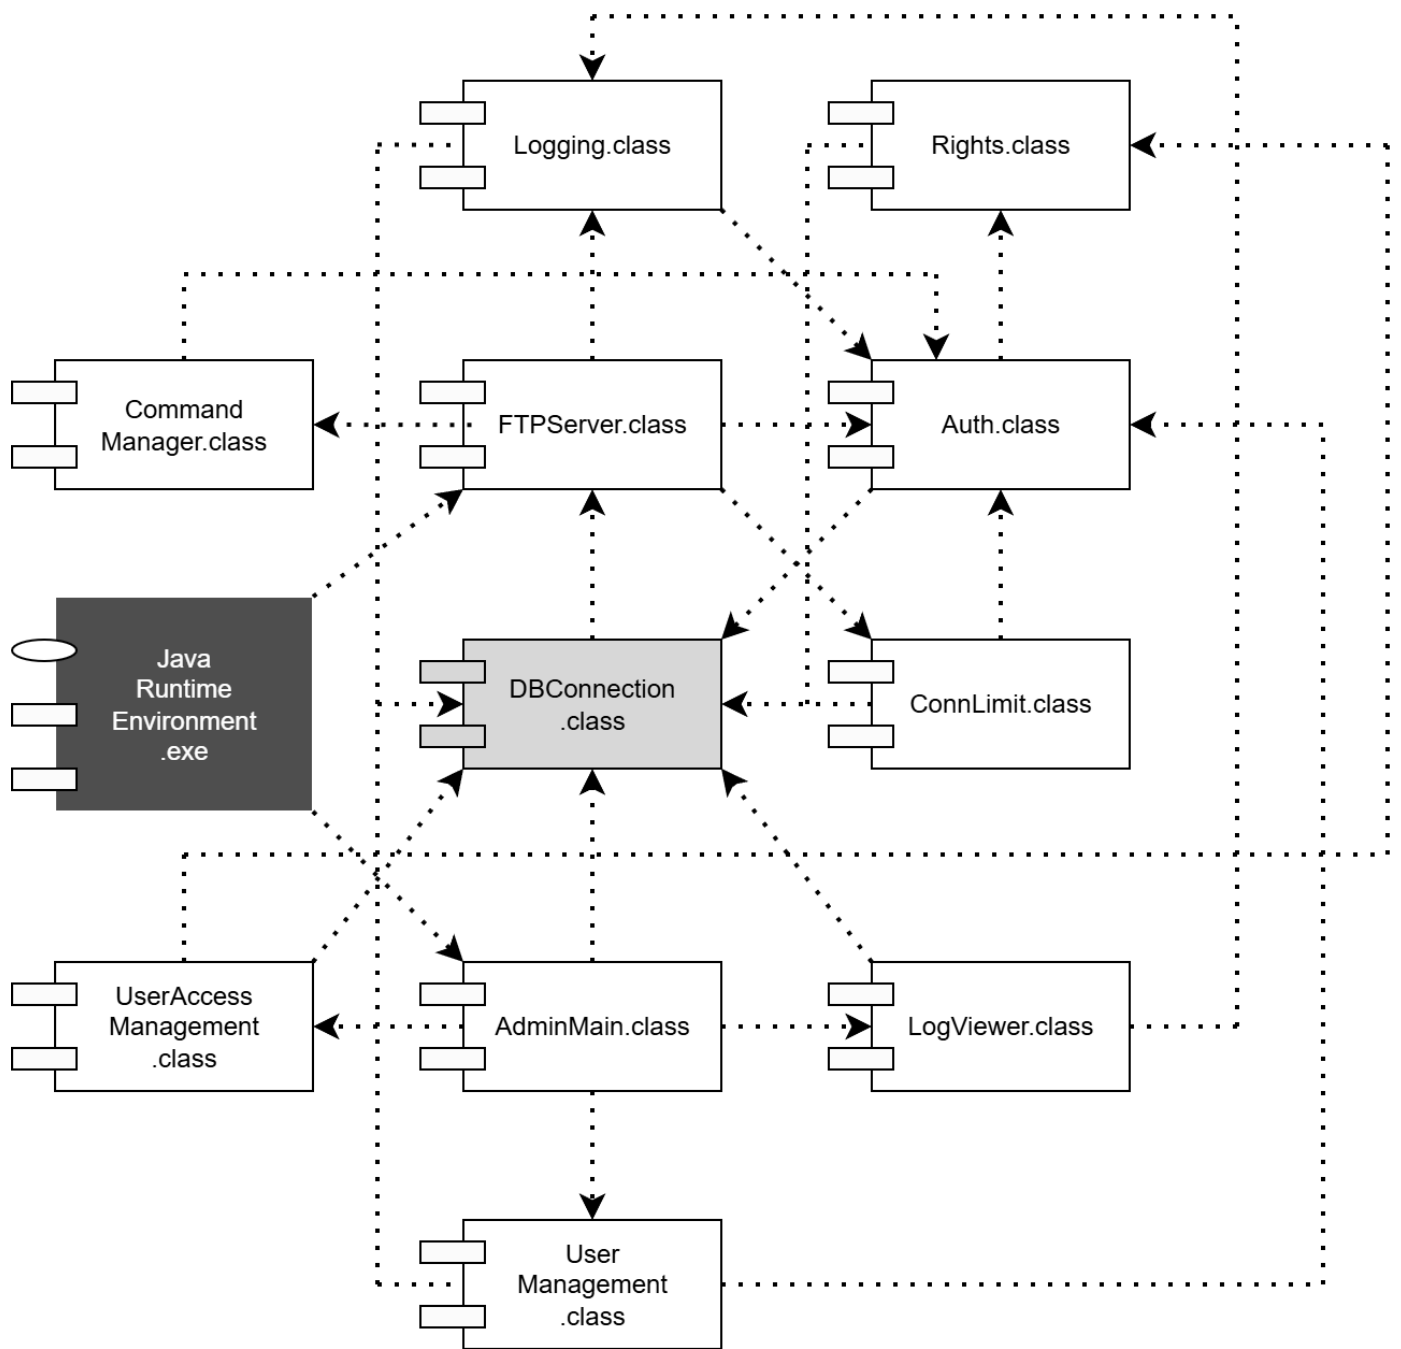 Logging.class
Rights.class
Command
Manager.class
FTPServer.class
Auth.class
Java
Runtime
Environment
.exe
DBConnection
.class
ConnLimit.class
UserAccess
Management
.class
AdminMain.class
LogViewer.class
User
Management
.class